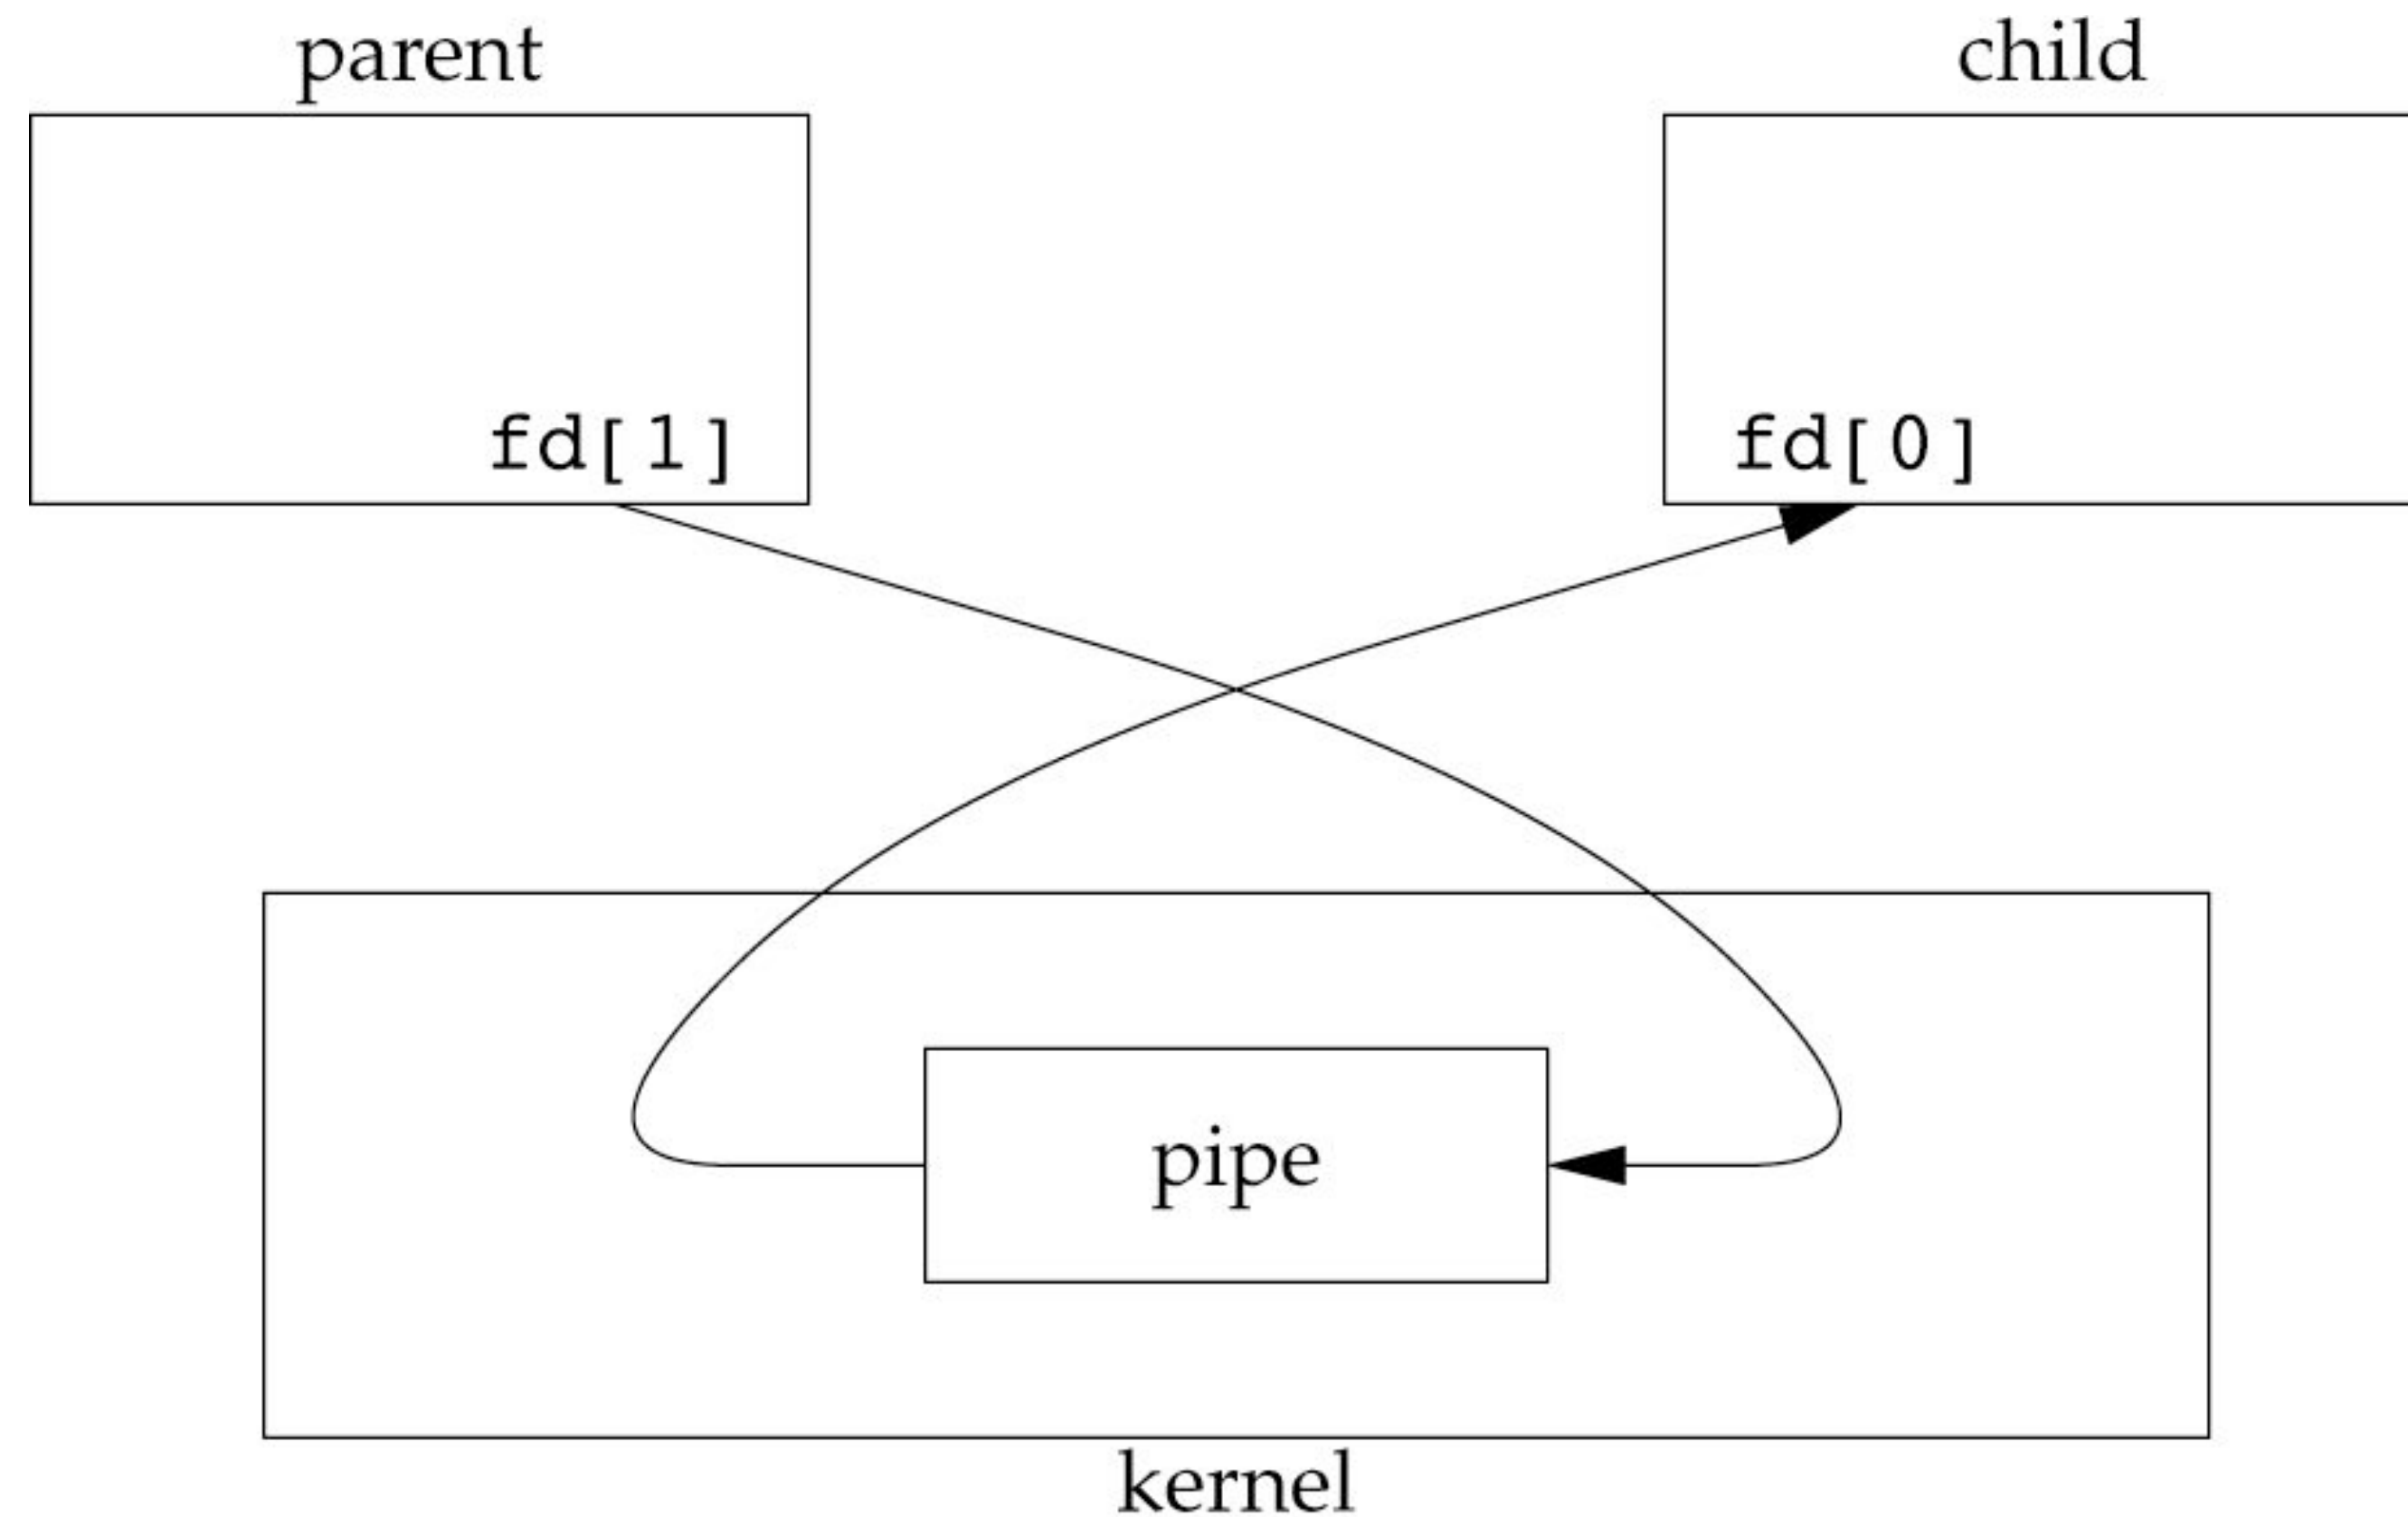 parent
child
fd[1]
fd[0]
pipe
kernel